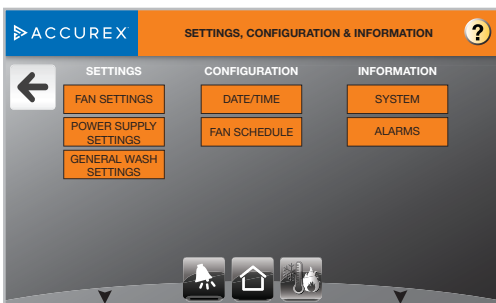 ACCUREX
SETTINGS, CONFIGURATION & INFORMATION
?
SETTINGS
CONFIGURATION
INFORMATION
FAN SETTINGS
DATE/TIME
SYSTEM
POWER SUPPLY
SETTINGS
FAN SCHEDULE
ALARMS
GENERAL WASH
SETTINGS